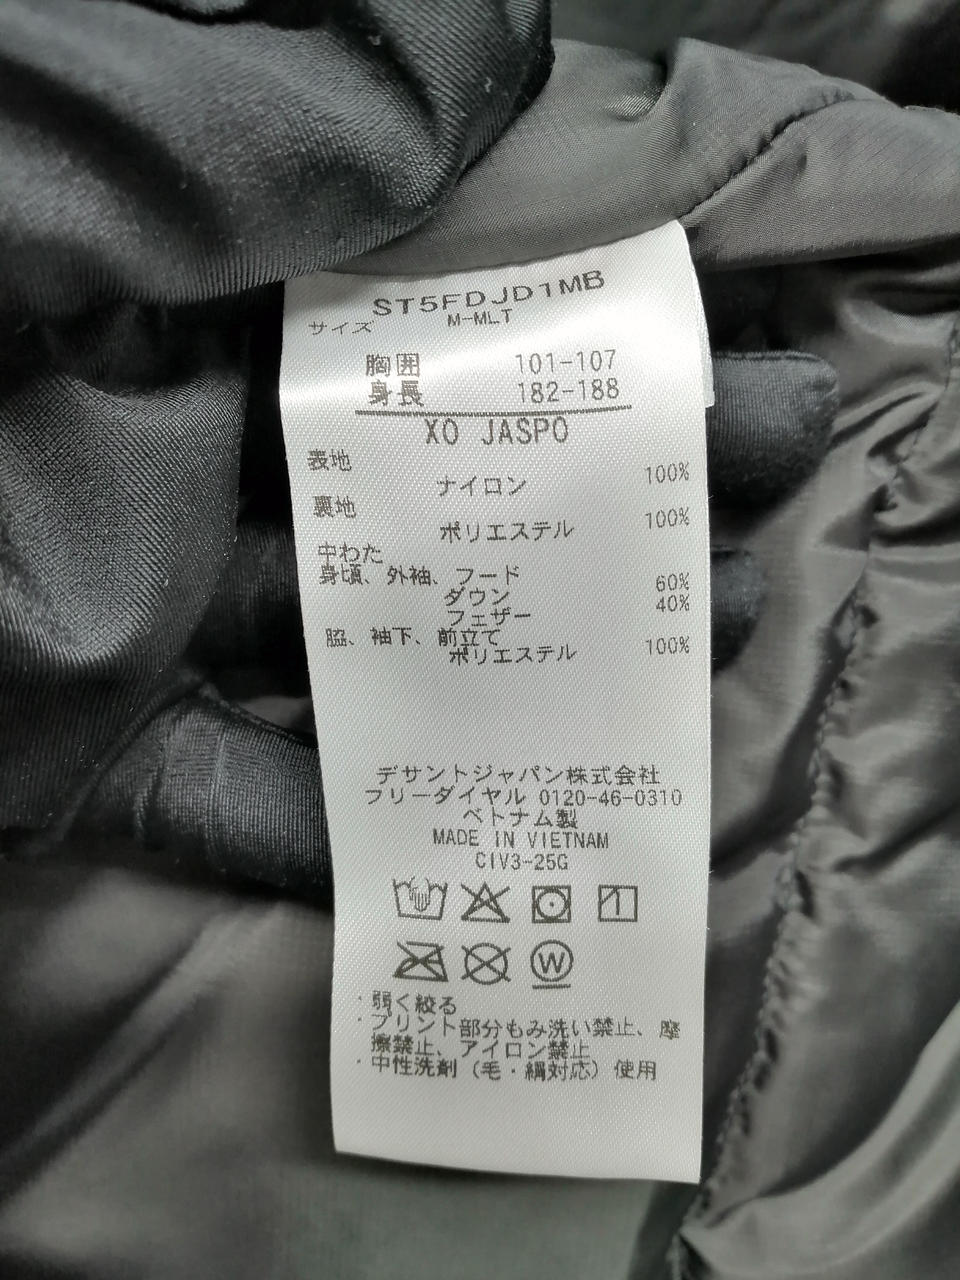 ST5FDJD1MB
サイズ M-MLT
胸囲 101-107
身長 182-188
XO JASPO
表地
ナイロン 100%
裏地
ポリエステル 100%
中わた
身頃、外袖、フード
ダウン 60%
フェザー 40%
脇、袖下、前立て
ポリエステル 100%
デサントジャパン株式会社
フリーダイヤル 0120-46-0310
ベトナム製
MADE IN VIETNAM
CIV3-25G
W
・弱く絞る
・プリント部分もみ洗い禁止、摩
擦禁止、アイロン禁止
・中性洗剤（毛・絹対応）使用